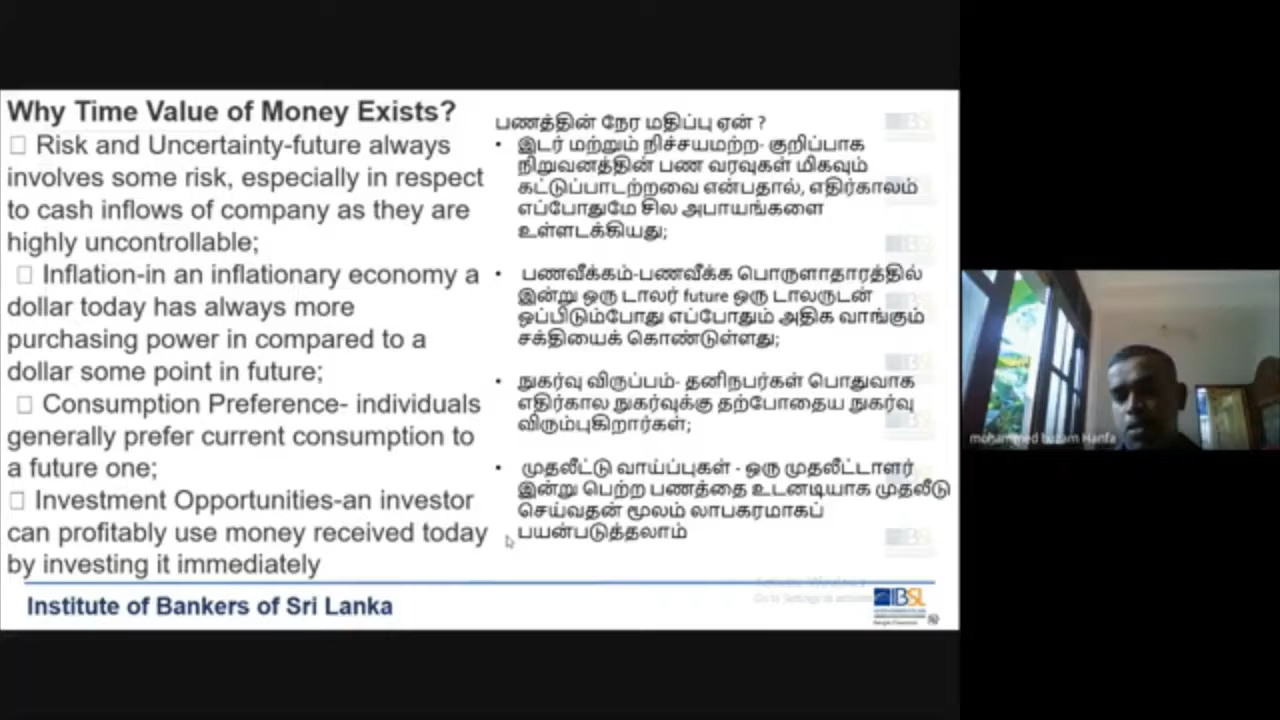 Why Time Value of Money Exists?
Risk and Uncertainty-future always
involves some risk, especially in respect
to cash inflows of company as they are
highly uncontrollable;
Inflation-in an inflationary economy a
dollar today has always more
purchasing power in compared to a
dollar some point in future;
Consumption Preference- individuals
generally prefer current consumption to
a future one;
Investment Opportunities-an investor
can profitably use money received today
by investing it immediately
பணத்தின் நேர மதிப்பு ஏன் ?
• இடர் மற்றும் நிச்சயமற்ற- குறிப்பாக
நிறுவனத்தின் பண வரவுகள் மிகவும்
கட்டுப்பாடற்றவை என்பதால், எதிர்காலம்
எப்போதுமே சில அபாயங்களை
உள்ளடக்கியது;
• பணவீக்கம்-பணவீக்க பொருளாதாரத்தில்
இன்று ஒரு டாலர் future ஒரு டாலருடன்
ஒப்பிடும்போது எப்போதும் அதிக வாங்கும்
சக்தியைக் கொண்டுள்ளது;
• நுகர்வு விருப்பம்- தனிநபர்கள் பொதுவாக
எதிர்கால நுகர்வுக்கு தற்போதைய நுகர்வு
விரும்புகிறார்கள்;
• முதலீட்டு வாய்ப்புகள் - ஒரு முதலீட்டாளர்
இன்று பெற்ற பணத்தை உடனடியாக முதலீடு
செய்வதன் மூலம் லாபகரமாகப்
பயன்படுத்தலாம்
Institute of Bankers of Sri Lanka
IBSL
mohammed Hanfa